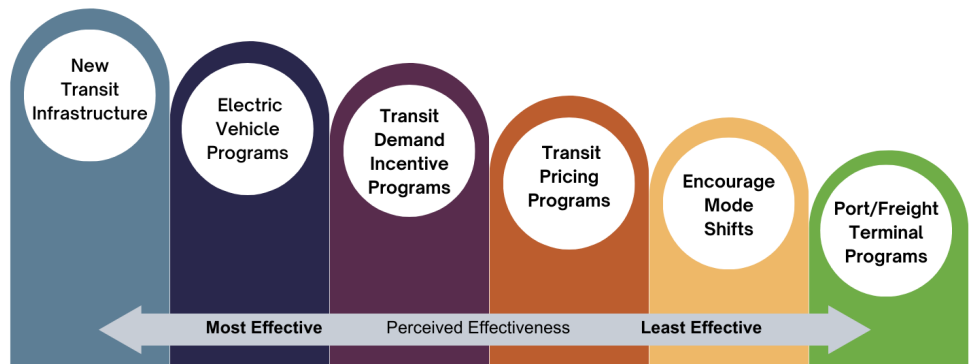 New
Transit
Infrastructure
Electric
Vehicle
Programs
Transit
Demand
Incentive
Programs
Transit
Pricing
Programs
Encourage
Mode
Shifts
Port/Freight
Terminal
Programs
Most Effective Perceived Effectiveness Least Effective